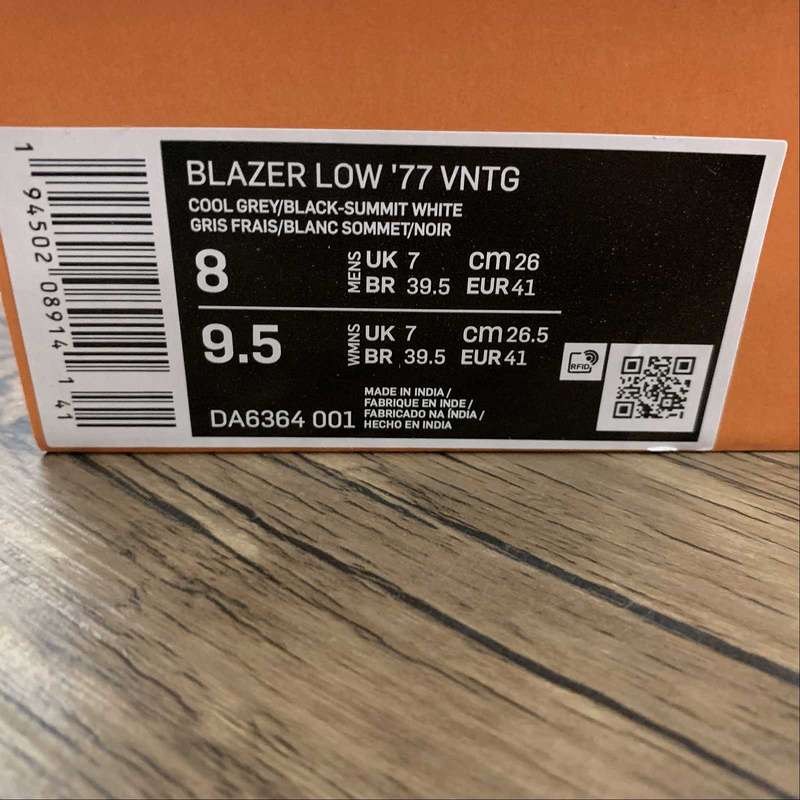 BLAZER LOW '77 VNTG
COOL GREY/BLACK-SUMMIT WHITE
GRIS FRAIS/BLANC SOMMET/NOIR
8 MENS UK 7 cm 26
BR 39.5 EUR 41
9.5 WMNS UK 7 cm 26.5
BR 39.5 EUR 41
RFID
DA6364 001
MADE IN INDIA /
FABRIQUE EN INDE /
FABRICADO NA ÍNDIA /
HECHO EN INDIA
1 94502 08914 1 41